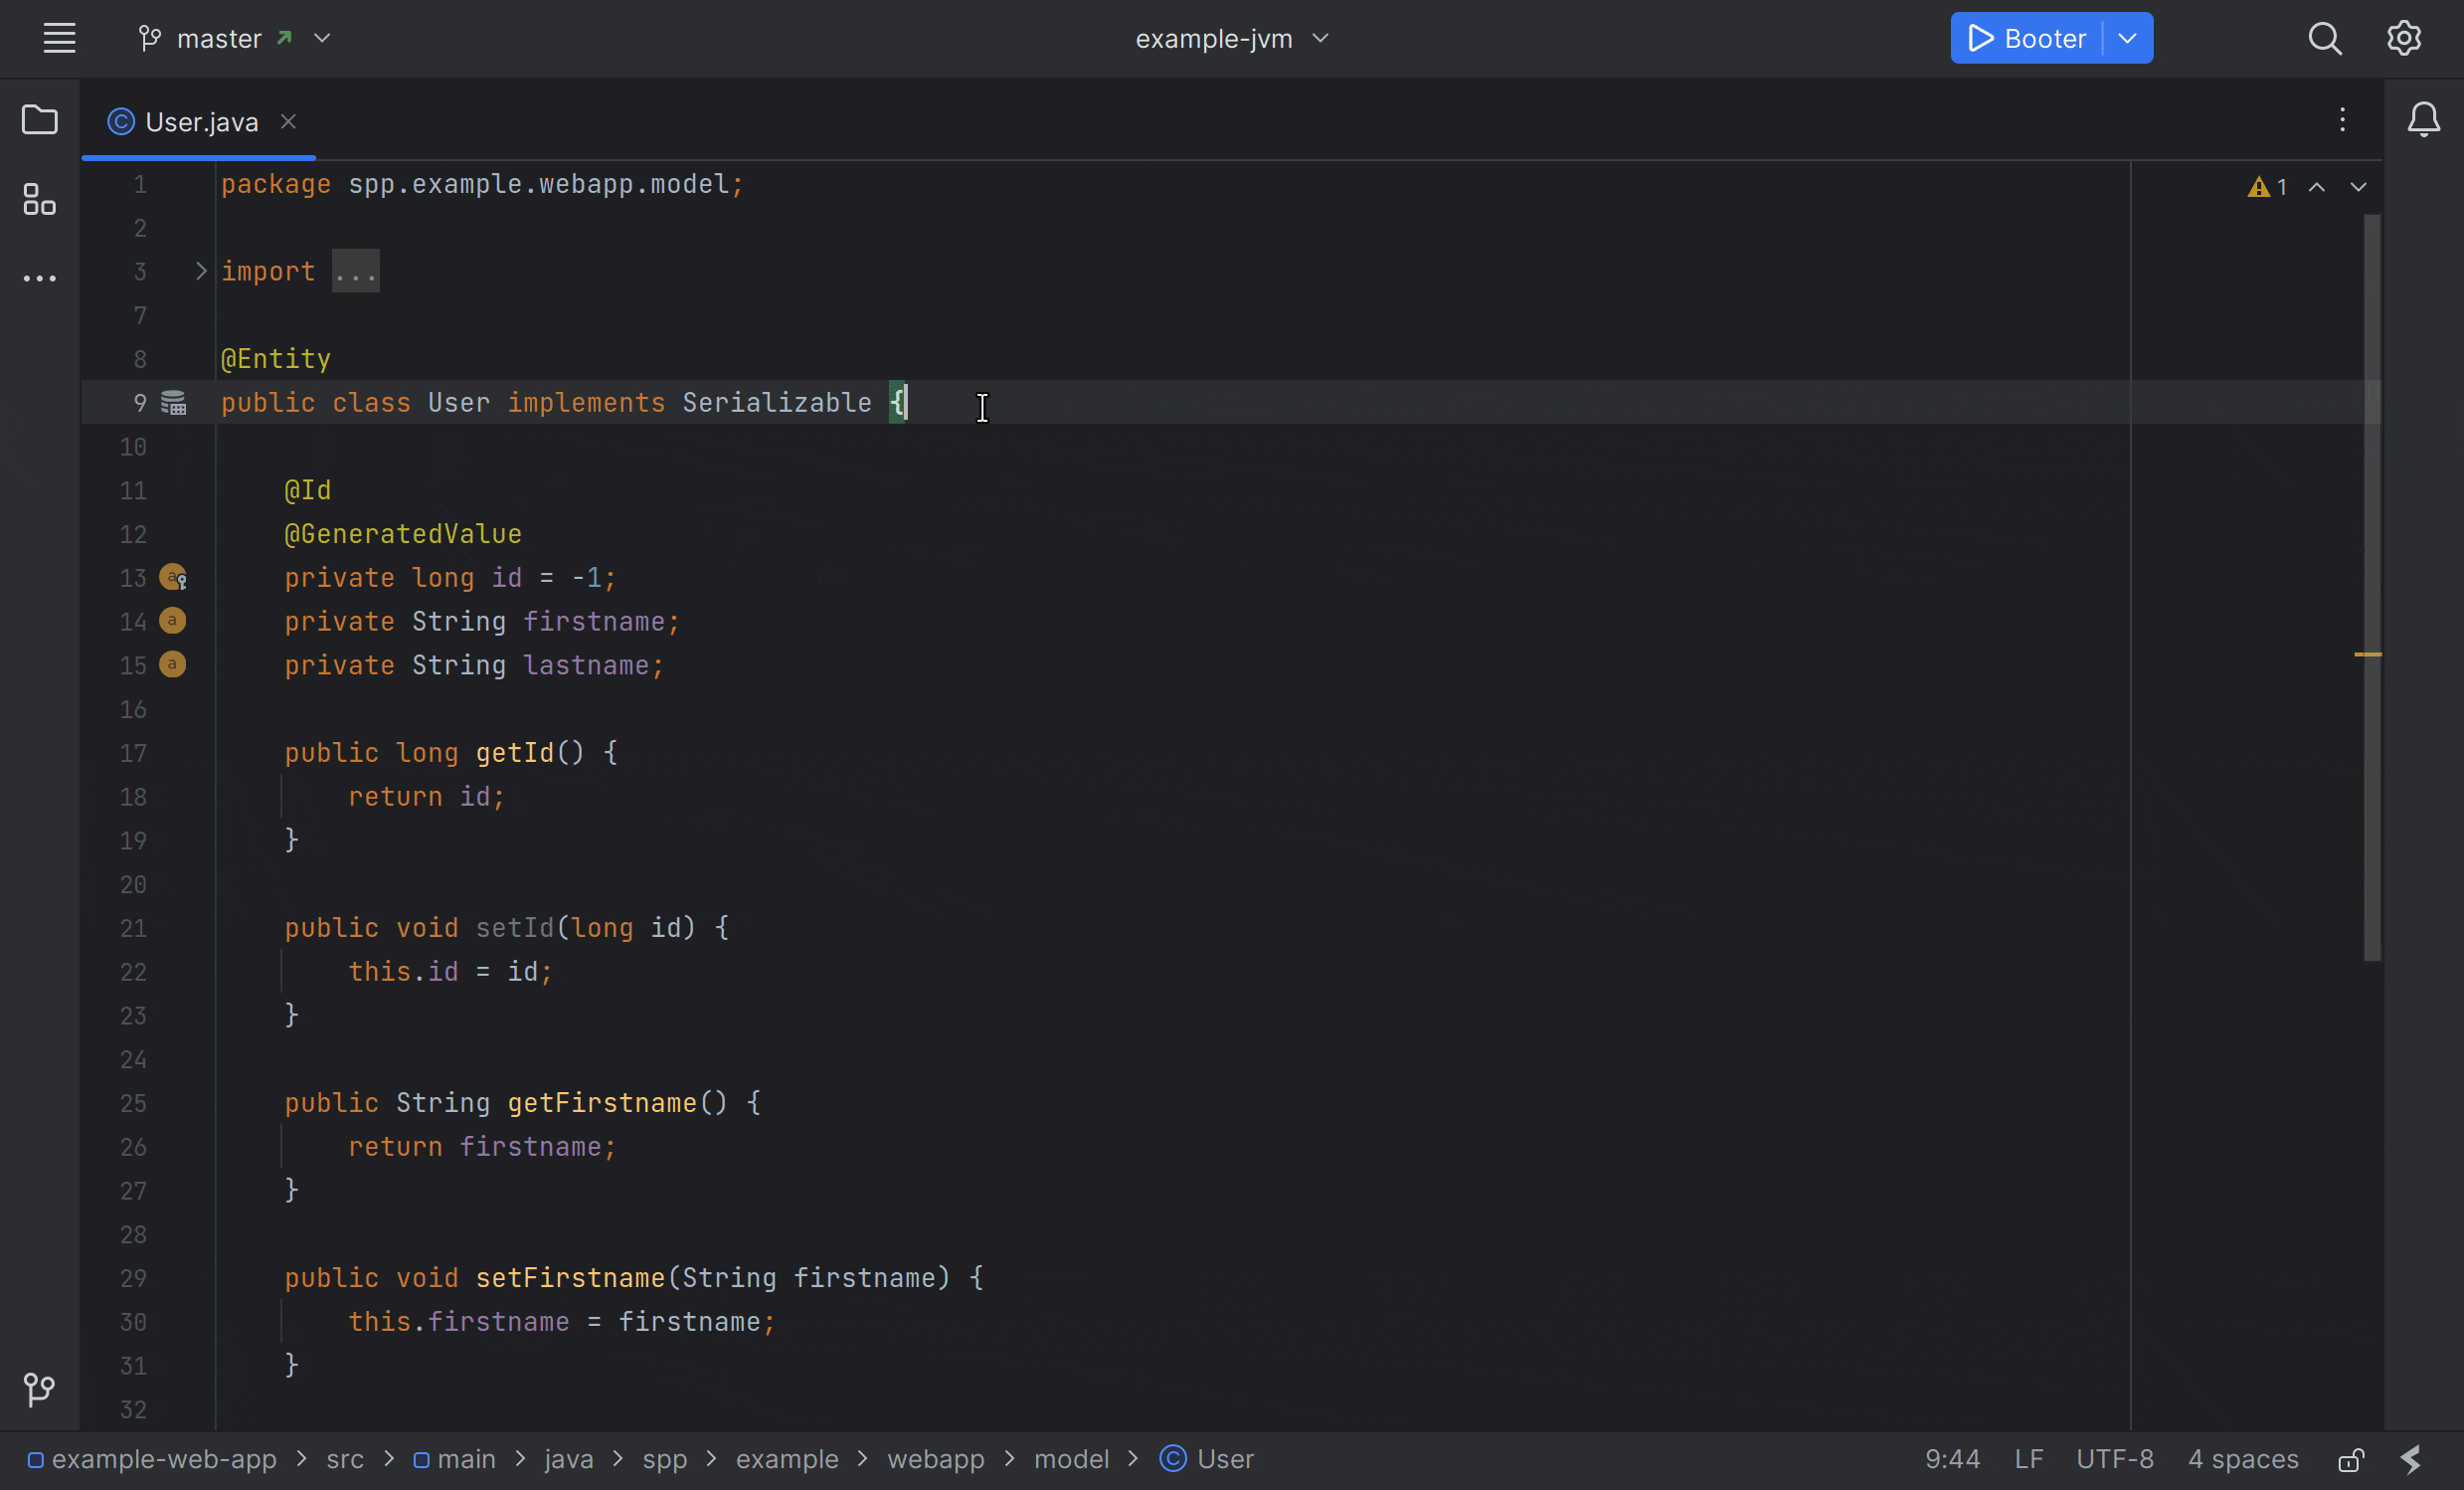 master
example-jvm
Booter
User.java
1 package spp.example.webapp.model;
2
3 import ...
7
8 @Entity
9 public class User implements Serializable {
10
11 @Id
12 @GeneratedValue
13 private long id = -1;
14 private String firstname;
15 private String lastname;
16
17 public long getId() {
18 return id;
19 }
20
21 public void setId(long id) {
22 this.id = id;
23 }
24
25 public String getFirstname() {
26 return firstname;
27 }
28
29 public void setFirstname(String firstname) {
30 this.firstname = firstname;
31 }
32
1
example-web-app > src > main > java > spp > example > webapp > model > User
9:44 LF UTF-8 4 spaces